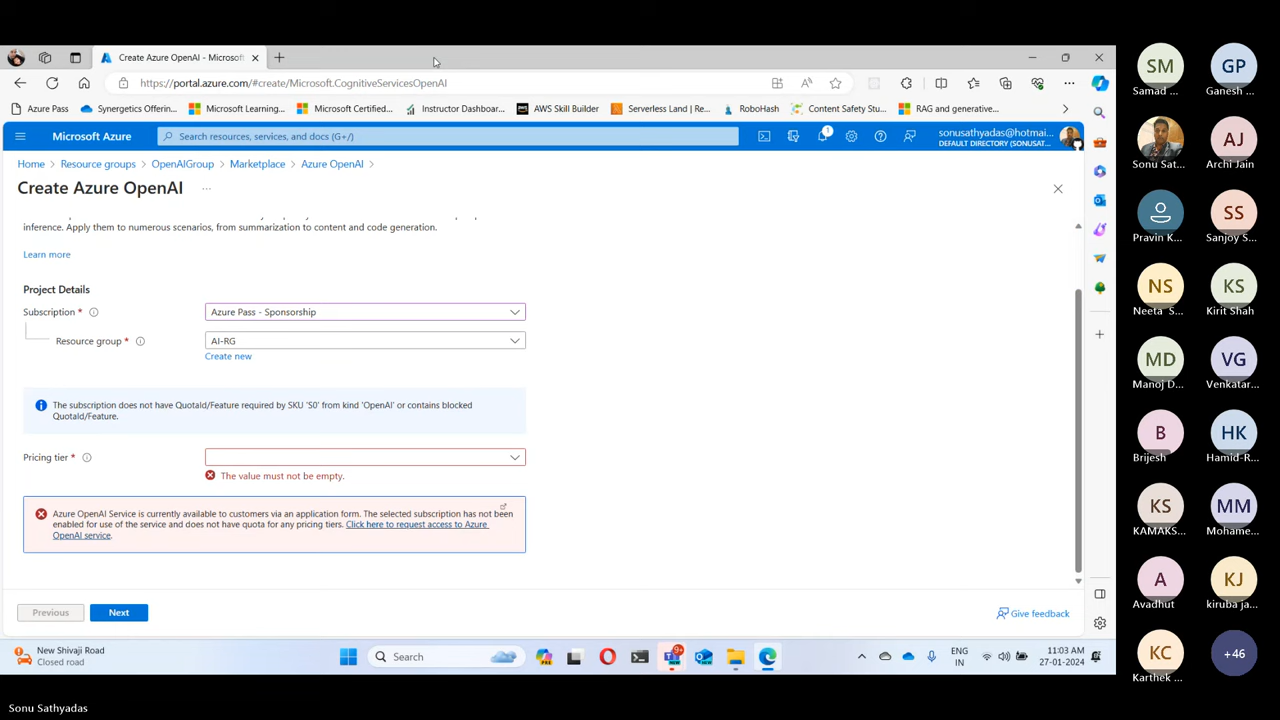 Create Azure OpenAI - Microsof
https://portal.azure.com/#create/Microsoft.CognitiveServicesOpenAI
Azure Pass
Synergetics Offerin...
Microsoft Learning...
Microsoft Certified...
Instructor Dashboar...
AWS Skill Builder
Serverless Land | Re...
RoboHash
Content Safety Stu...
RAG and generative...
Microsoft Azure
Search resources, services, and docs (G+/)
1
sonusathyadas@hotmai...
DEFAULT DIRECTORY (SONUSAT...
Home > Resource groups > OpenAIGroup > Marketplace > Azure OpenAI >
Create Azure OpenAI ...
inference. Apply them to numerous scenarios, from summarization to content and code generation.
Learn more
Project Details
Subscription *
Azure Pass - Sponsorship
Resource group *
AI-RG
Create new
The subscription does not have QuotaId/Feature required by SKU 'S0' from kind 'OpenAI' or contains blocked
QuotaId/Feature.
Pricing tier *
The value must not be empty.
Azure OpenAI Service is currently available to customers via an application form. The selected subscription has not been
enabled for use of the service and does not have quota for any pricing tiers. Click here to request access to Azure
OpenAI service.
Previous
Next
Give feedback
New Shivaji Road
Closed road
Search
9+
NEW
ENG
IN
11:03 AM
27-01-2024
Sonu Sathyadas
SM
Samad ...
GP
Ganesh ...
Sonu Sat...
AJ
Archi Jain
Pravin K...
SS
Sanjoy S...
NS
Neeta S...
KS
Kirit Shah
MD
Manoj D...
VG
Venkatar...
B
Brijesh
HK
Hamid-R...
KS
KAMAKS...
MM
Mohame...
A
Avadhut
KJ
kiruba ja...
KC
Karthek ...
+46